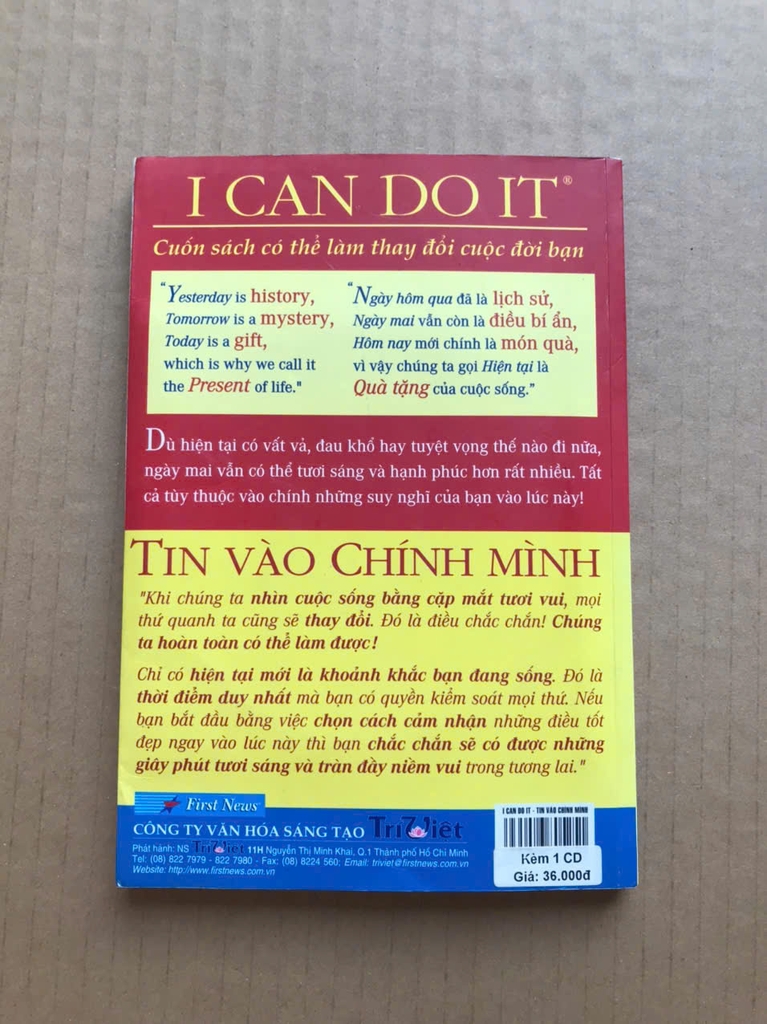 I CAN DO IT®
Cuốn sách có thể làm thay đổi cuộc đời bạn
“Yesterday is history,
Tomorrow is a mystery,
Today is a gift,
which is why we call it
the Present of life."
“Ngày hôm qua đã là lịch sử,
Ngày mai vẫn còn là điều bí ẩn,
Hôm nay mới chính là món quà,
vì vậy chúng ta gọi Hiện tại là
Quà tặng của cuộc sống.”
Dù hiện tại có vất vả, đau khổ hay tuyệt vọng thế nào đi nữa,
ngày mai vẫn có thể tươi sáng và hạnh phúc hơn rất nhiều. Tất
cả tùy thuộc vào chính những suy nghĩ của bạn vào lúc này!
TIN VÀO CHÍNH MÌNH
"Khi chúng ta nhìn cuộc sống bằng cặp mắt tươi vui, mọi
thứ quanh ta cũng sẽ thay đổi. Đó là điều chắc chắn! Chúng
ta hoàn toàn có thể làm được!
Chỉ có hiện tại mới là khoảnh khắc bạn đang sống. Đó là
thời điểm duy nhất mà bạn có quyền kiểm soát mọi thứ. Nếu
bạn bắt đầu bằng việc chọn cách cảm nhận những điều tốt
đẹp ngay vào lúc này thì bạn chắc chắn sẽ có được những
giây phút tươi sáng và tràn đầy niềm vui trong tương lai."
First News
CÔNG TY VĂN HÓA SÁNG TẠO Trí Việt
Phát hành: NS Trí Việt 11H Nguyễn Thị Minh Khai, Q.1 Thành phố Hồ Chí Minh
Tel: (08) 822 7979 - 822 7980 - Fax: (08) 8224 560; Email: triviet@firstnews.com.vn
Website: http://www.firstnews.com.vn
I CAN DO IT - TIN VÀO CHÍNH MÌNH
Kèm 1 CD
Giá: 36.000đ